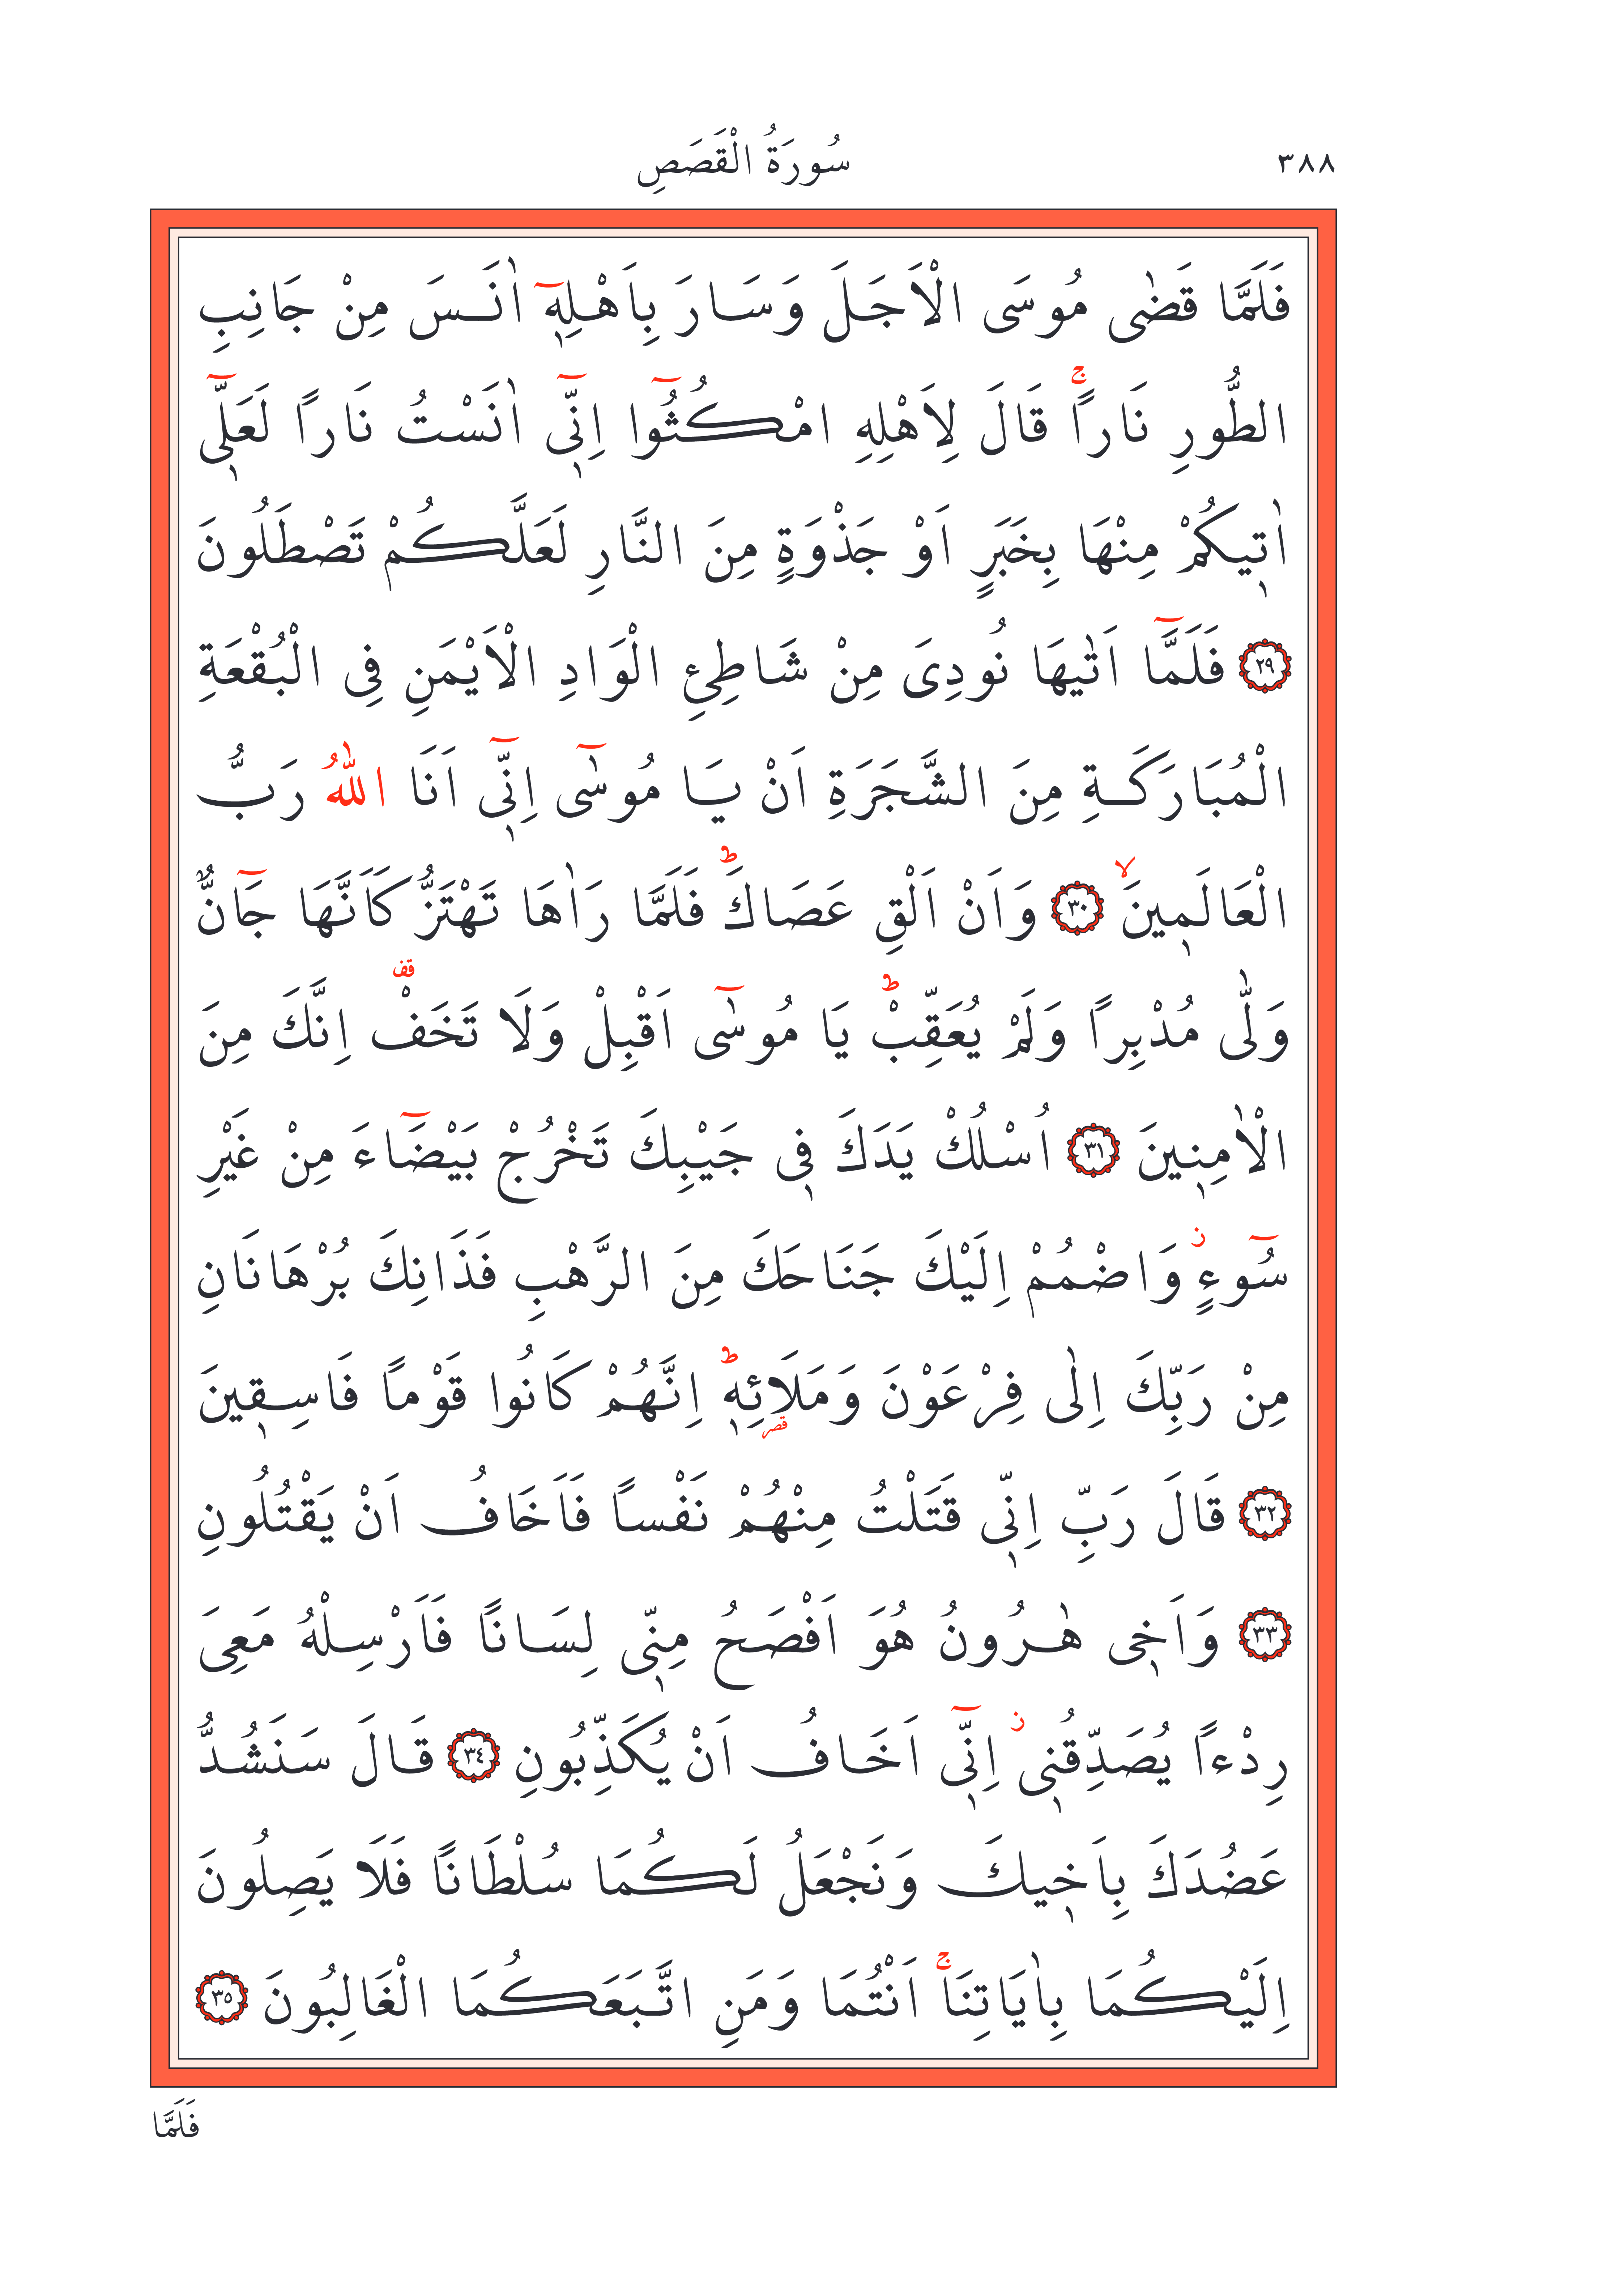 ٣٨٨
سُورَةُ الْقَصَصِ
فَلَمَّا قَضٰى مُوسَى الْاَجَلَ وَسَارَ بِاَهْلِه۪ٓ اٰنَسَ مِنْ جَانِبِ
الطُّورِ نَاراًۚ قَالَ لِاَهْلِهِ امْكُثُٓوا اِنّ۪ٓي اٰنَسْتُ نَاراً لَعَلّ۪ٓي
اٰت۪يكُمْ مِنْهَا بِخَبَرٍ اَوْ جَذْوَةٍ مِنَ النَّارِ لَعَلَّكُمْ تَصْطَلُونَ
﴿٢٩﴾ فَلَمَّٓا اَتٰيهَا نُودِيَ مِنْ شَاطِئِ الْوَادِ الْاَيْمَنِ فِي الْبُقْعَةِ
الْمُبَارَكَةِ مِنَ الشَّجَرَةِ اَنْ يَا مُوسٰٓى اِنّ۪ٓي اَنَا اللّٰهُ رَبُّ
الْعَالَم۪ينَۙ ﴿٣٠﴾ وَاَنْ اَلْقِ عَصَاكَۜ فَلَمَّا رَاٰهَا تَهْتَزُّ كَاَنَّهَا جَٓانٌّ
وَلّٰى مُدْبِراً وَلَمْ يُعَقِّبْۜ يَا مُوسٰٓى اَقْبِلْ وَلَا تَخَفْ۠ اِنَّكَ مِنَ
الْاٰمِن۪ينَ ﴿٣١﴾ اُسْلُكْ يَدَكَ ف۪ي جَيْبِكَ تَخْرُجْ بَيْضَٓاءَ مِنْ غَيْرِ
سُٓوءٍۘ وَاضْمُمْ اِلَيْكَ جَنَاحَكَ مِنَ الرَّهْبِ فَذَانِكَ بُرْهَانَانِ
مِنْ رَبِّكَ اِلٰى فِرْعَوْنَ وَمَلَا۬ئِه۪ۜ اِنَّهُمْ كَانُوا قَوْماً فَاسِق۪ينَ
﴿٣٢﴾ قَالَ رَبِّ اِنّ۪ي قَتَلْتُ مِنْهُمْ نَفْساً فَاَخَافُ اَنْ يَقْتُلُونِ
﴿٣٣﴾ وَاَخ۪ي هٰرُونُ هُوَ اَفْصَحُ مِنّ۪ي لِسَاناً فَاَرْسِلْهُ مَعِيَ
رِدْءاً يُصَدِّقُن۪يۘ اِنّ۪ٓي اَخَافُ اَنْ يُكَذِّبُونِ ﴿٣٤﴾ قَالَ سَنَشُدُّ
عَضُدَكَ بِاَخ۪يكَ وَنَجْعَلُ لَكُمَا سُلْطَاناً فَلَا يَصِلُونَ
اِلَيْكُمَا بِاٰيَاتِنَاۚ اَنْتُمَا وَمَنِ اتَّبَعَكُمَا الْغَالِبُونَ ﴿٣٥﴾
فَلَمَّا